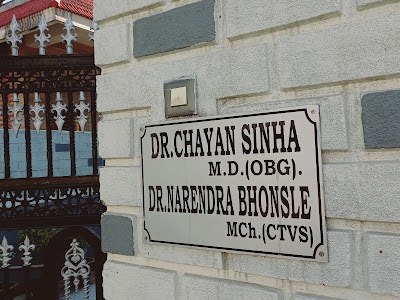 DR.CHAYAN SINHA
M.D.(OBG).
DR.NARENDRA BHONSLE
MCh.(CTVS)